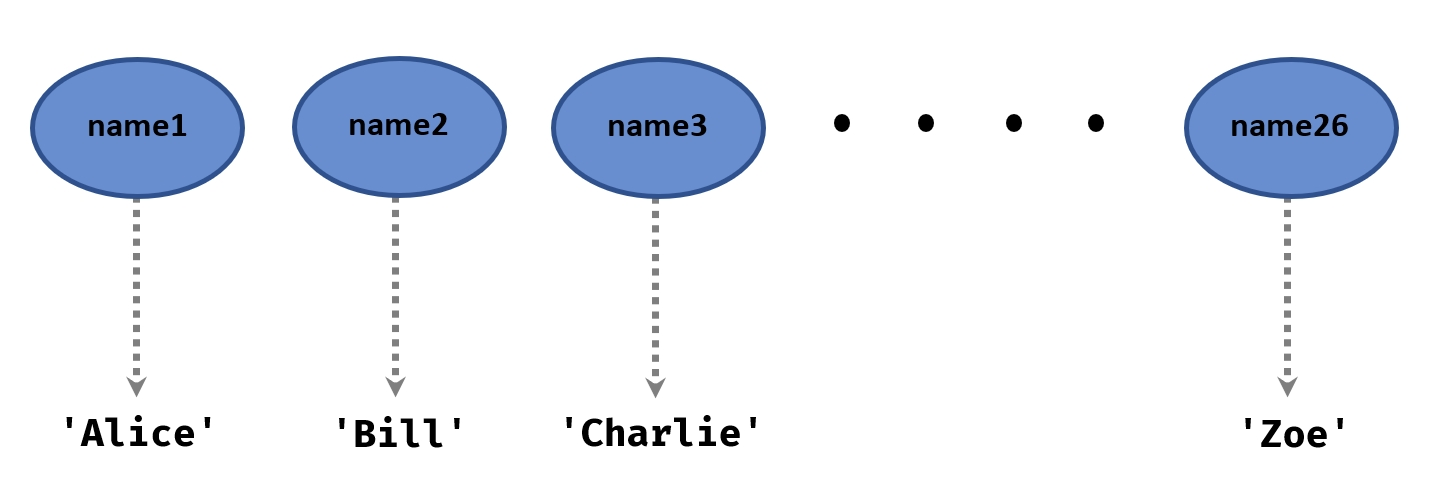 name1 name2 name3 • • • • name26
'Alice' 'Bill' 'Charlie' 'Zoe'